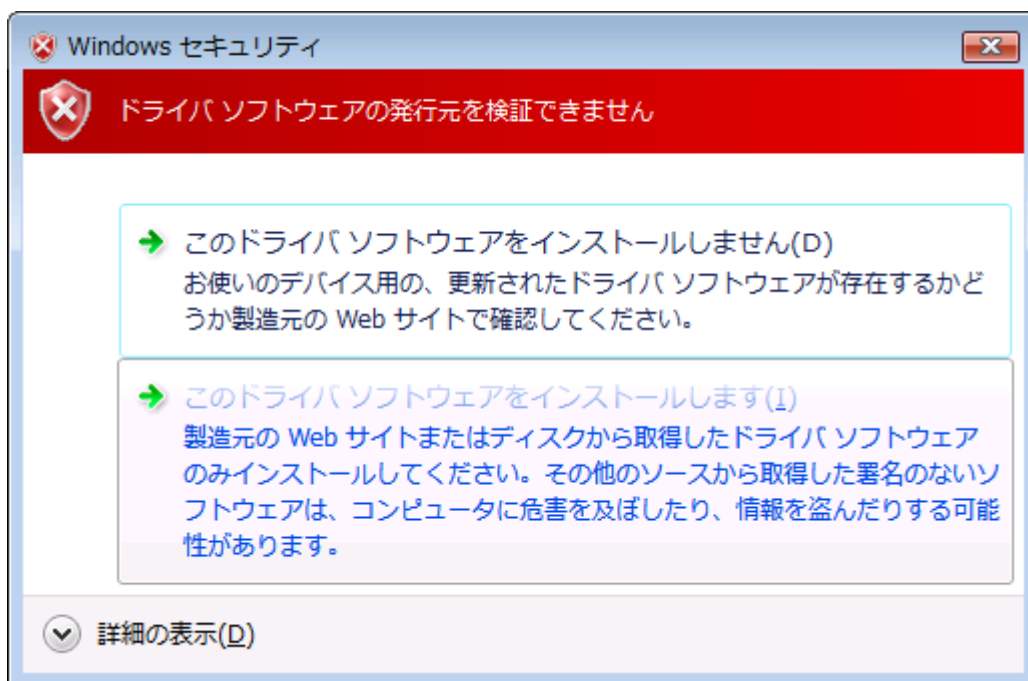 Windows セキュリティ
ドライバ ソフトウェアの発行元を検証できません
このドライバ ソフトウェアをインストールしません(D)
お使いのデバイス用の、更新されたドライバ ソフトウェアが存在するかど
うか製造元の Web サイトで確認してください。
このドライバ ソフトウェアをインストールします(I)
製造元の Web サイトまたはディスクから取得したドライバ ソフトウェア
のみインストールしてください。その他のソースから取得した署名のないソ
フトウェアは、コンピュータに危害を及ぼしたり、情報を盗んだりする可能
性があります。
詳細の表示(D)